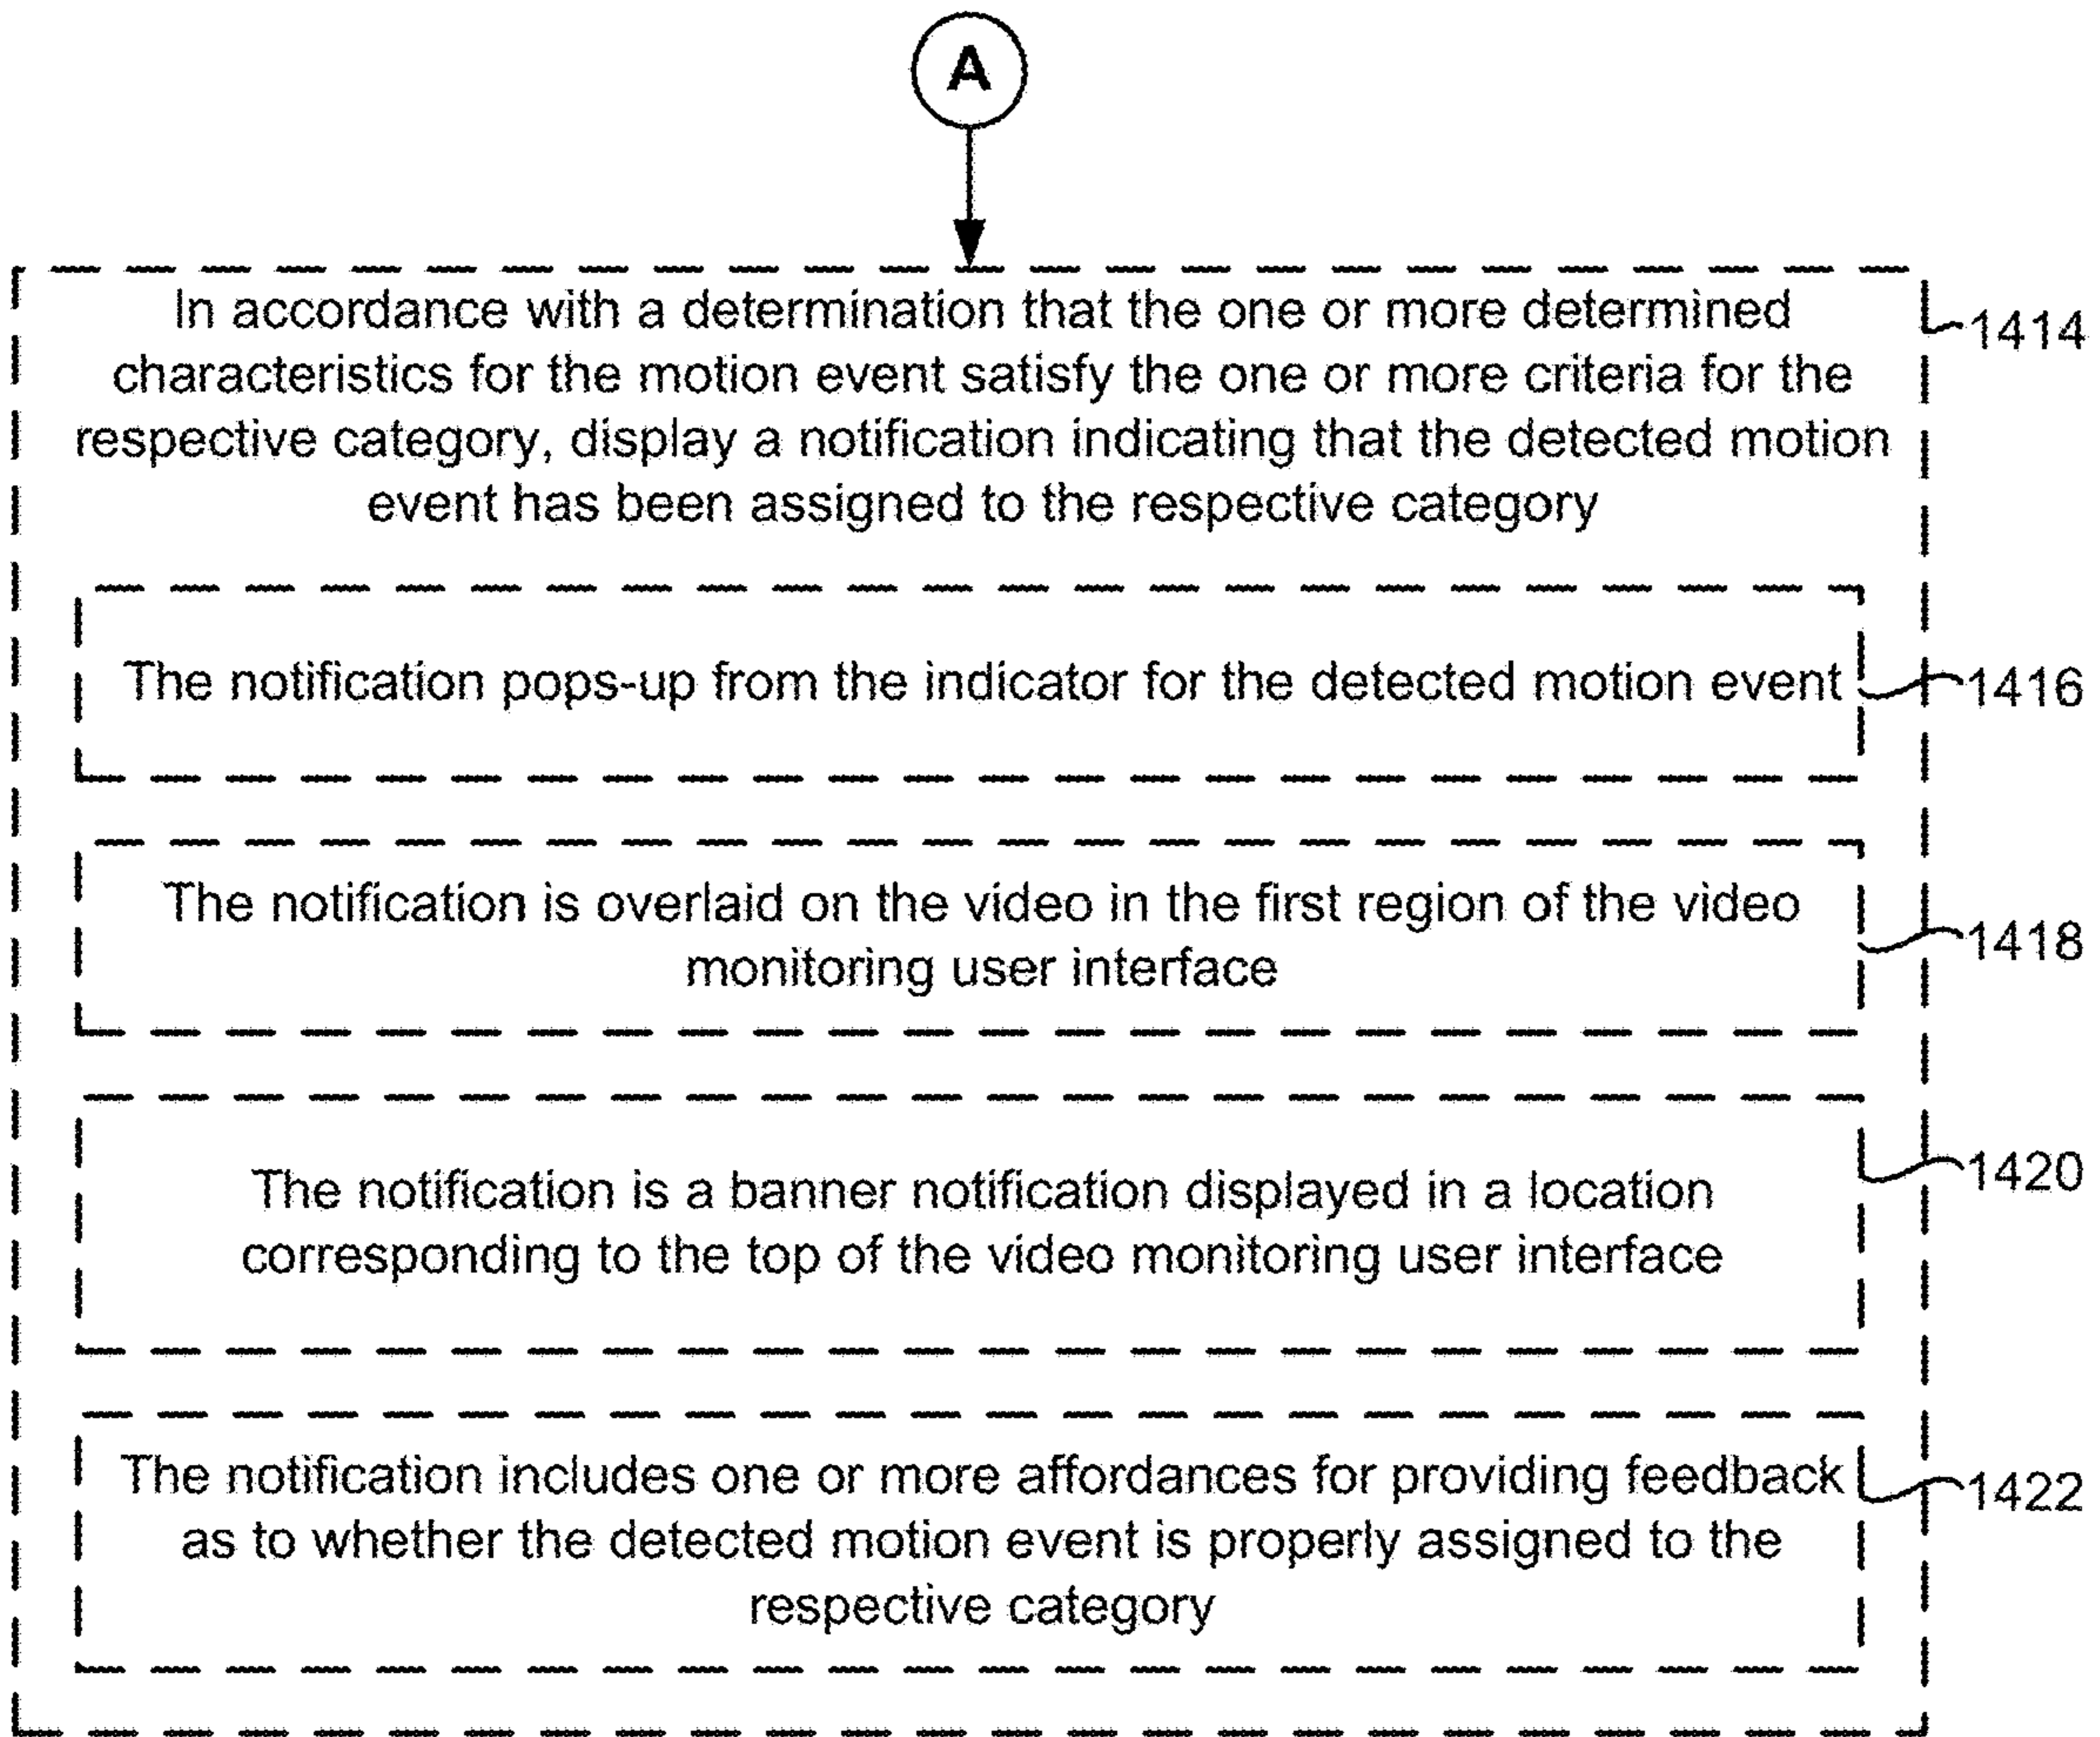 A
In accordance with a determination that the one or more determined
1414
characteristics for the motion event satisfy the one or more criteria for the
respective category, display a notification indicating that the detected motion
event has been assigned to the respective category
The notification pops-up from the indicator for the detected motion event
1416
The notification is overlaid on the video in the first region of the video
1418
monitoring user interface
The notification is a banner notification displayed in a location
1420
corresponding to the top of the video monitoring user interface
The notification includes one or more affordances for providing feedback
1422
as to whether the detected motion event is properly assigned to the
respective category